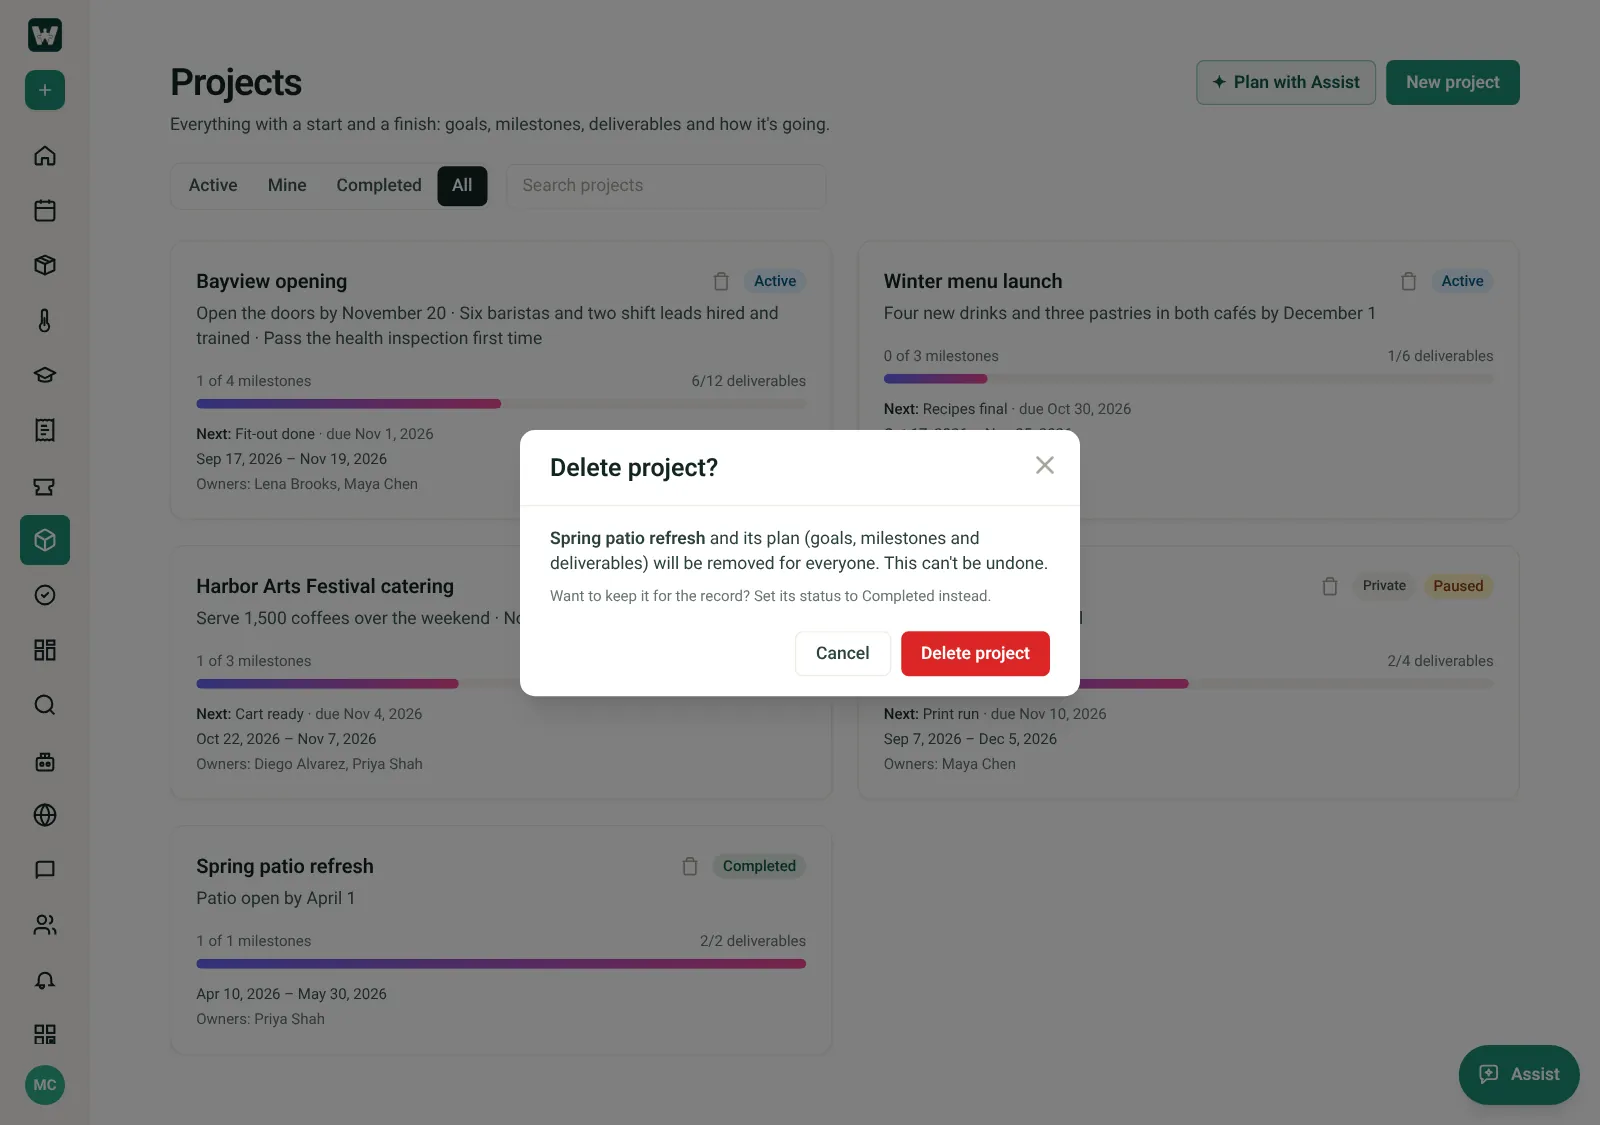 W
Projects
Everything with a start and a finish: goals, milestones, deliverables and how it's going.
Plan with Assist
New project
Active
Mine
Completed
All
Search projects
Bayview opening
Active
Open the doors by November 20 · Six baristas and two shift leads hired and
trained · Pass the health inspection first time
1 of 4 milestones
6/12 deliverables
Next: Fit-out done · due Nov 1, 2026
Sep 17, 2026 – Nov 19, 2026
Owners: Lena Brooks, Maya Chen
Winter menu launch
Active
Four new drinks and three pastries in both cafés by December 1
0 of 3 milestones
1/6 deliverables
Next: Recipes final · due Oct 30, 2026
Delete project?
Spring patio refresh and its plan (goals, milestones and
deliverables) will be removed for everyone. This can't be undone.
Want to keep it for the record? Set its status to Completed instead.
Cancel
Delete project
Harbor Arts Festival catering
Serve 1,500 coffees over the weekend ·
1 of 3 milestones
Next: Cart ready · due Nov 4, 2026
Oct 22, 2026 – Nov 7, 2026
Owners: Diego Alvarez, Priya Shah
Private
Paused
2/4 deliverables
Next: Print run · due Nov 10, 2026
Sep 7, 2026 – Dec 5, 2026
Owners: Maya Chen
Spring patio refresh
Completed
Patio open by April 1
1 of 1 milestones
2/2 deliverables
Apr 10, 2026 – May 30, 2026
Owners: Priya Shah
MC
Assist